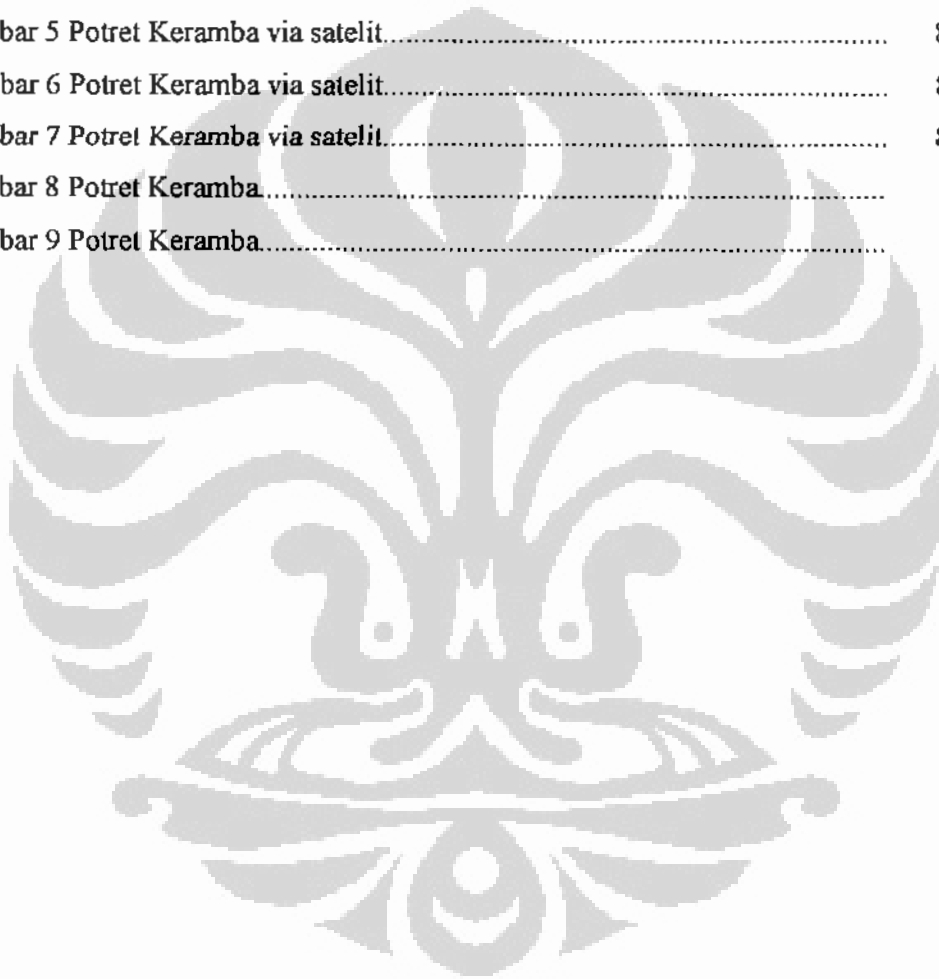 bar 5 Potret Keramba via satelit
bar 6 Potret Keramba via satelit
bar 7 Potret Keramba via satelit
bar 8 Potret Keramba
bar 9 Potret Keramba